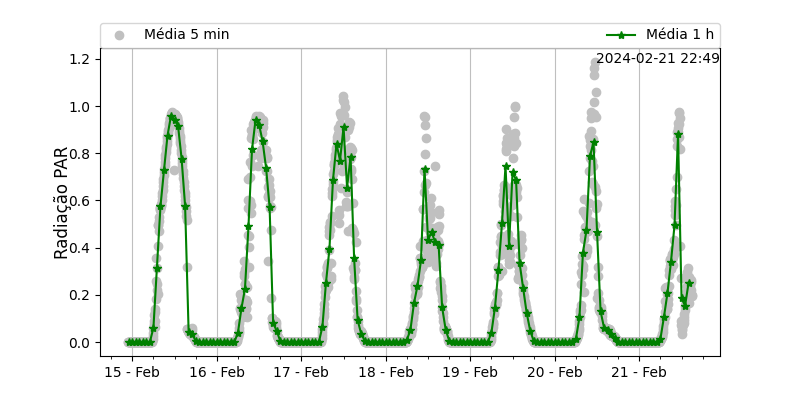 Média 5 min
Média 1 h
2024-02-21 22:49
Radiação PAR
1.2
1.0
0.8
0.6
0.4
0.2
0.0
15 - Feb
16 - Feb
17 - Feb
18 - Feb
19 - Feb
20 - Feb
21 - Feb